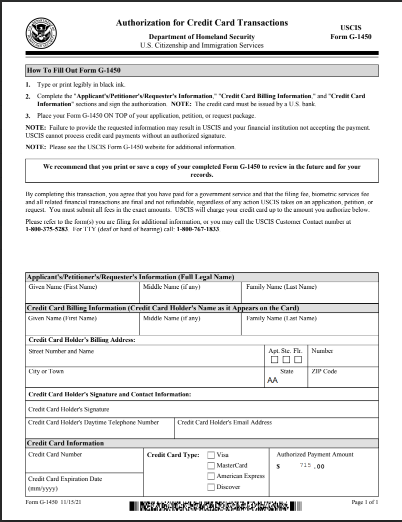 Authorization for Credit Card Transactions
Department of Homeland Security
U.S. Citizenship and Immigration Services
USCIS
Form G-1450
How To Fill Out Form G-1450
1. Type or print legibly in black ink.
2. Complete the "Applicant's/Petitioner's/Requester's Information," "Credit Card Billing Information," and "Credit Card
Information" sections and sign the authorization. NOTE: The credit card must be issued by a U.S. bank.
3. Place your Form G-1450 ON TOP of your application, petition, or request package.
NOTE: Failure to provide the requested information may result in USCIS and your financial institution not accepting the payment.
USCIS cannot process credit card payments without an authorized signature.
NOTE: Please see the USCIS Form G-1450 website for additional information.
We recommend that you print or save a copy of your completed Form G-1450 to review in the future and for your
records.
By completing this transaction, you agree that you have paid for a government service and that the filing fee, biometric services fee
and all related financial transactions are final and not refundable, regardless of any action USCIS takes on an application, petition, or
request. You must submit all fees in the exact amounts. USCIS will charge your credit card up to the amount you authorize below.
Please refer to the form(s) you are filing for additional information, or you may call the USCIS Customer Contact number at
1-800-375-5283. For TTY (deaf or hard of hearing) call: 1-800-767-1833.
Applicant's/Petitioner's/Requester's Information (Full Legal Name)
Given Name (First Name) Middle Name (if any) Family Name (Last Name)
Credit Card Billing Information (Credit Card Holder's Name as it Appears on the Card)
Given Name (First Name) Middle Name (if any) Family Name (Last Name)
Credit Card Holder's Billing Address:
Street Number and Name Apt. Ste. Flr. Number
City or Town State ZIP Code
AA
Credit Card Holder's Signature and Contact Information:
Credit Card Holder's Signature
Credit Card Holder's Daytime Telephone Number Credit Card Holder's Email Address
Credit Card Information
Credit Card Number Credit Card Type: Visa Authorized Payment Amount
MasterCard $ 715 .00
American Express
Credit Card Expiration Date
(mm/yyyy) Discover
Form G-1450 11/15/21 Page 1 of 1